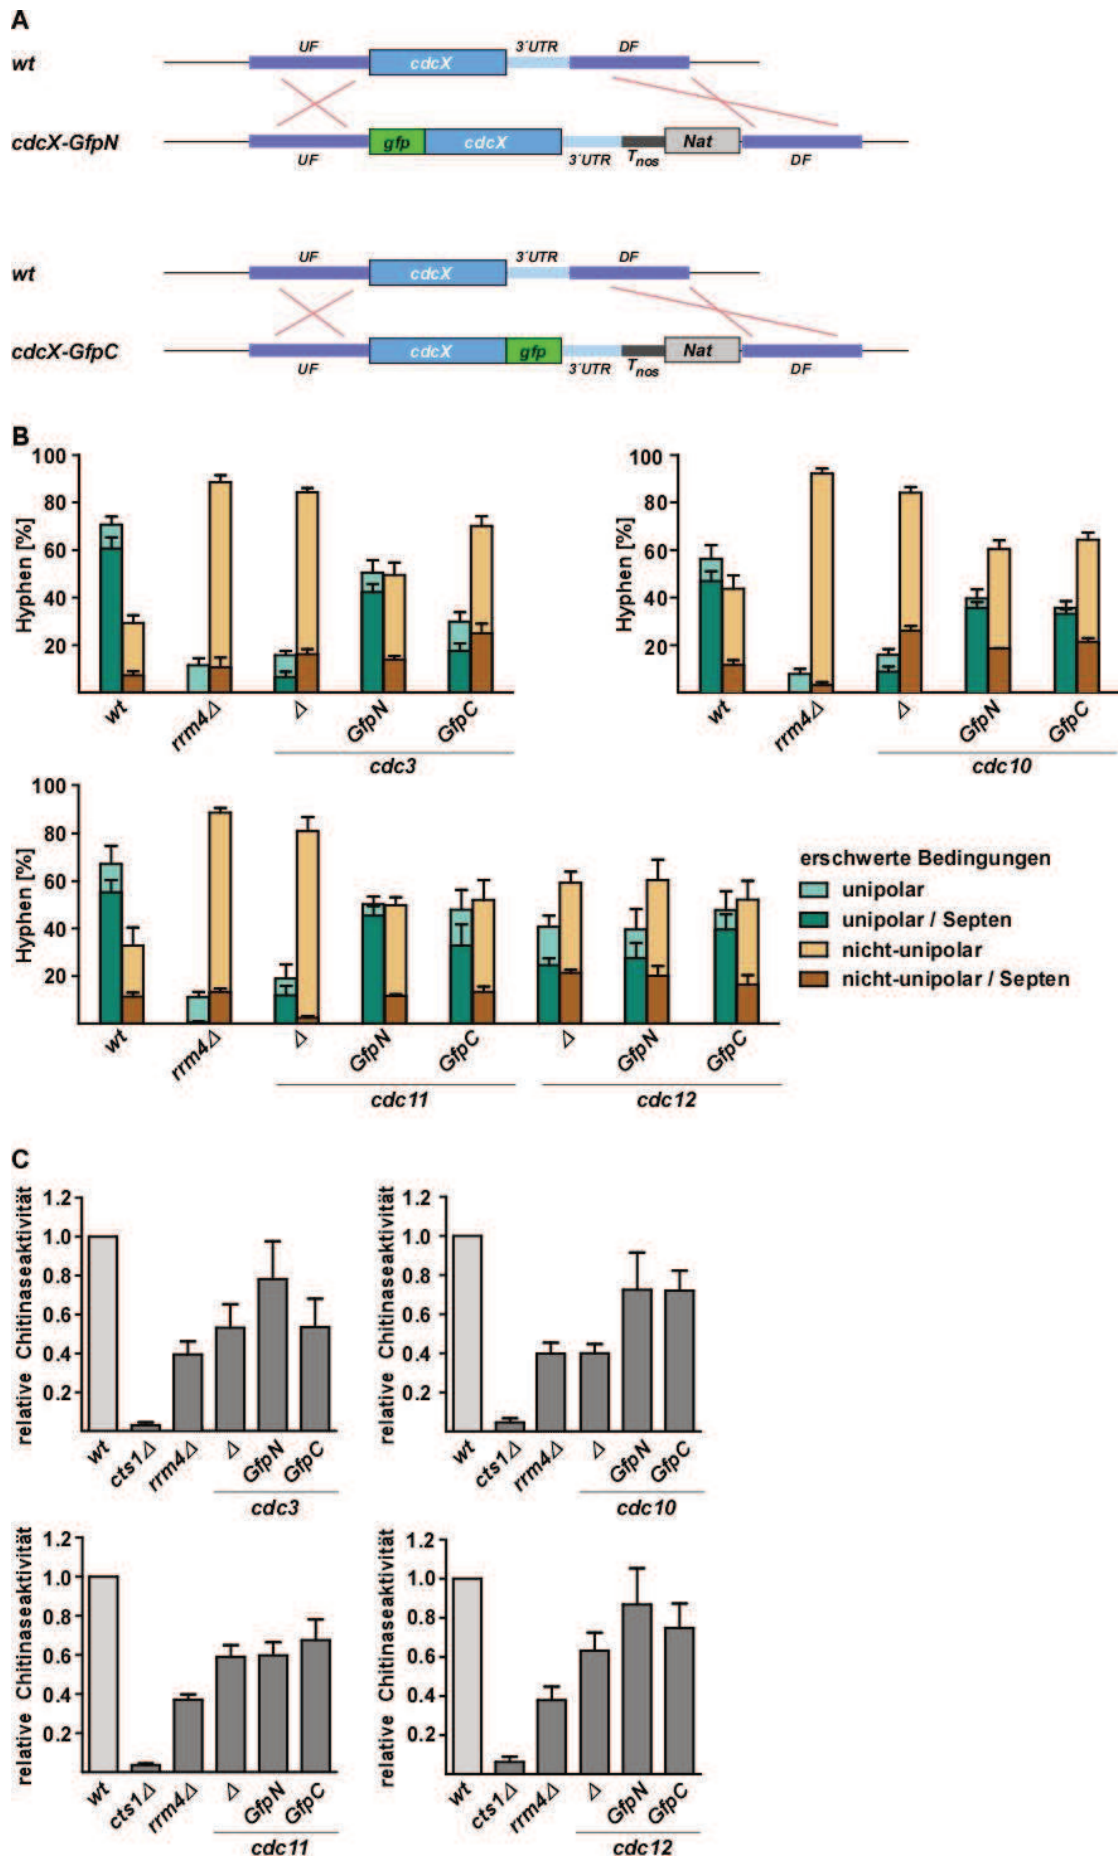 A
wt
UF
cdcX
3´UTR
DF
cdcX-GfpN
UF
gfp
cdcX
3´UTR
Tnos
Nat
DF
wt
UF
cdcX
3´UTR
DF
cdcX-GfpC
UF
cdcX
gfp
3´UTR
Tnos
Nat
DF
B
Hyphen [%]
100
80
60
40
20
wt
rrm4Δ
Δ
GfpN
GfpC
cdc3
Hyphen [%]
100
80
60
40
20
wt
rrm4Δ
Δ
GfpN
GfpC
cdc10
Hyphen [%]
100
80
60
40
20
wt
rrm4Δ
Δ
GfpN
GfpC
Δ
GfpN
GfpC
cdc11
cdc12
erschwerte Bedingungen
unipolar
unipolar / Septen
nicht-unipolar
nicht-unipolar / Septen
C
relative Chitinaseaktivität
1.2
1.0
0.8
0.6
0.4
0.2
wt
cts1Δ
rrm4Δ
Δ
GfpN
GfpC
cdc3
relative Chitinaseaktivität
1.2
1.0
0.8
0.6
0.4
0.2
wt
cts1Δ
rrm4Δ
Δ
GfpN
GfpC
cdc10
relative Chitinaseaktivität
1.2
1.0
0.8
0.6
0.4
0.2
wt
cts1Δ
rrm4Δ
Δ
GfpN
GfpC
cdc11
relative Chitinaseaktivität
1.2
1.0
0.8
0.6
0.4
0.2
wt
cts1Δ
rrm4Δ
Δ
GfpN
GfpC
cdc12